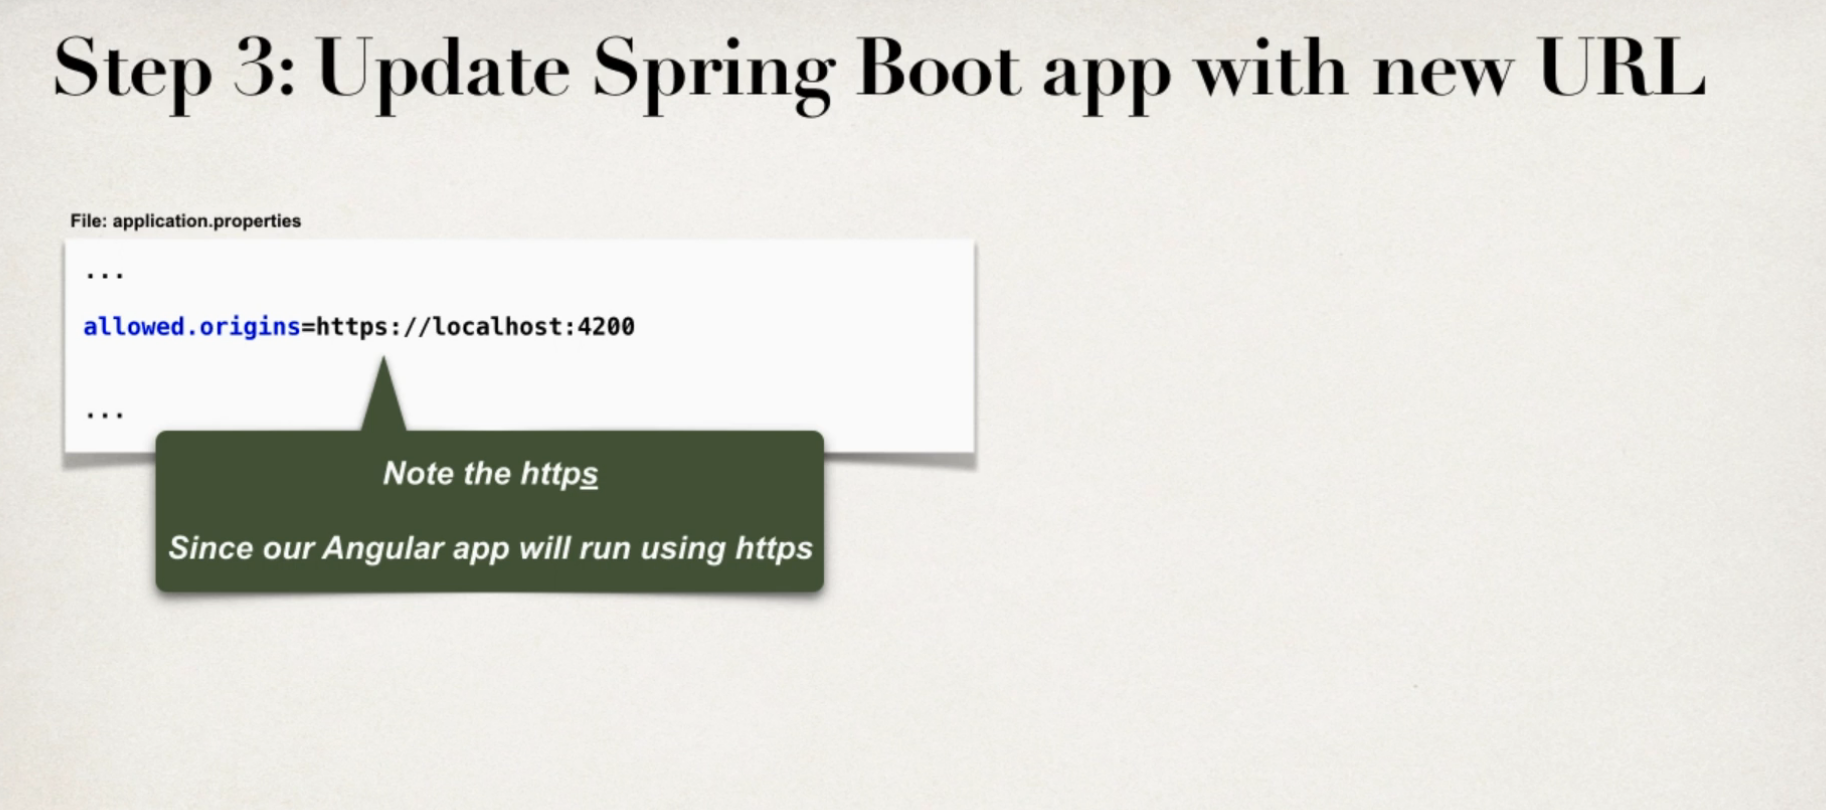 Step 3: Update Spring Boot app with new URL
File: application.properties
...
allowed.origins=https://localhost:4200
...
Note the https
Since our Angular app will run using https